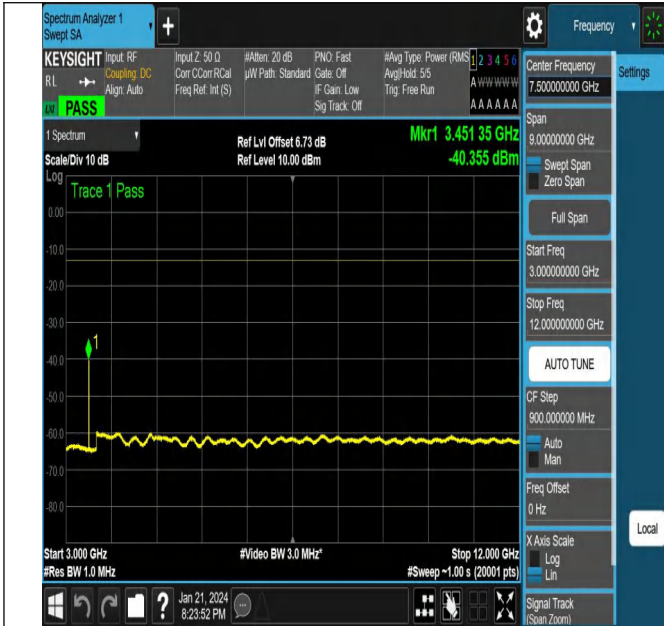 Spectrum Analyzer 1
Swept SA
+
Frequency
KEYSIGHT
RL
LXI
PASS
Input: RF
Coupling: DC
Align: Auto
Input Z: 50 Ω
Corr CCorr RCal
Freq Ref: Int (S)
#Atten: 20 dB
µW Path: Standard
PNO: Fast
Gate: Off
IF Gain: Low
Sig Track: Off
#Avg Type: Power (RMS
Avg|Hold: 5/5
Trig: Free Run
1 2 3 4 5 6
A W W W W W
A A A A A A
1 Spectrum
Scale/Div 10 dB
Log
Ref Lvl Offset 6.73 dB
Ref Level 10.00 dBm
Mkr1 3.451 35 GHz
-40.355 dBm
Trace 1 Pass
0.00
-10.0
-20.0
-30.0
-40.0
-50.0
-60.0
-70.0
-80.0
1
Start 3.000 GHz
#Res BW 1.0 MHz
#Video BW 3.0 MHz*
Stop 12.000 GHz
#Sweep ~1.00 s (20001 pts)
Jan 21, 2024
8:23:52 PM
?
Center Frequency
7.500000000 GHz
Settings
Span
9.00000000 GHz
Swept Span
Zero Span
Full Span
Start Freq
3.000000000 GHz
Stop Freq
12.000000000 GHz
AUTO TUNE
CF Step
900.000000 MHz
Auto
Man
Freq Offset
0 Hz
Local
X Axis Scale
Log
Lin
Signal Track
(Span Zoom)